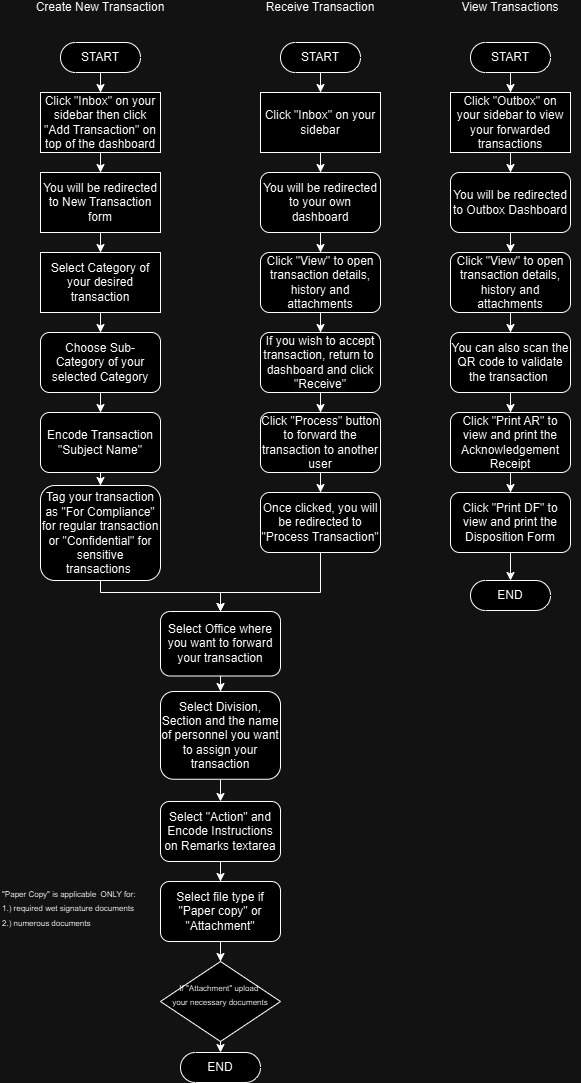 Create New Transaction
START
Click "Inbox" on your
sidebar then click
"Add Transaction" on
top of the dashboard
You will be redirected
to New Transaction
form
Select Category of
your desired
transaction
Choose Sub-
Category of your
selected Category
Encode Transaction
"Subject Name"
Tag your transaction
as "For Compliance"
for regular transaction
or "Confidential" for
sensitive
transactions
Receive Transaction
START
Click "Inbox" on your
sidebar
You will be redirected
to your own
dashboard
Click "View" to open
transaction details,
history and
attachments
If you wish to accept
transaction, return to
dashboard and click
"Receive"
Click "Process" button
to forward the
transaction to another
user
Once clicked, you will
be redirected to
"Process Transaction"
Select Office where
you want to forward
your transaction
Select Division,
Section and the name
of personnel you want
to assign your
transaction
Select "Action" and
Encode Instructions
on Remarks textarea
Select file type if
"Paper copy" or
"Attachment"
"Paper Copy" is applicable ONLY for:
1.) required wet signature documents
2.) numerous documents
If "Attachment" upload
your necessary documents
END
View Transactions
START
Click "Outbox" on
your sidebar to view
your forwarded
transactions
You will be redirected
to Outbox Dashboard
Click "View" to open
transaction details,
history and
attachments
You can also scan the
QR code to validate
the transaction
Click "Print AR" to
view and print the
Acknowledgement
Receipt
Click "Print DF" to
view and print the
Disposition Form
END